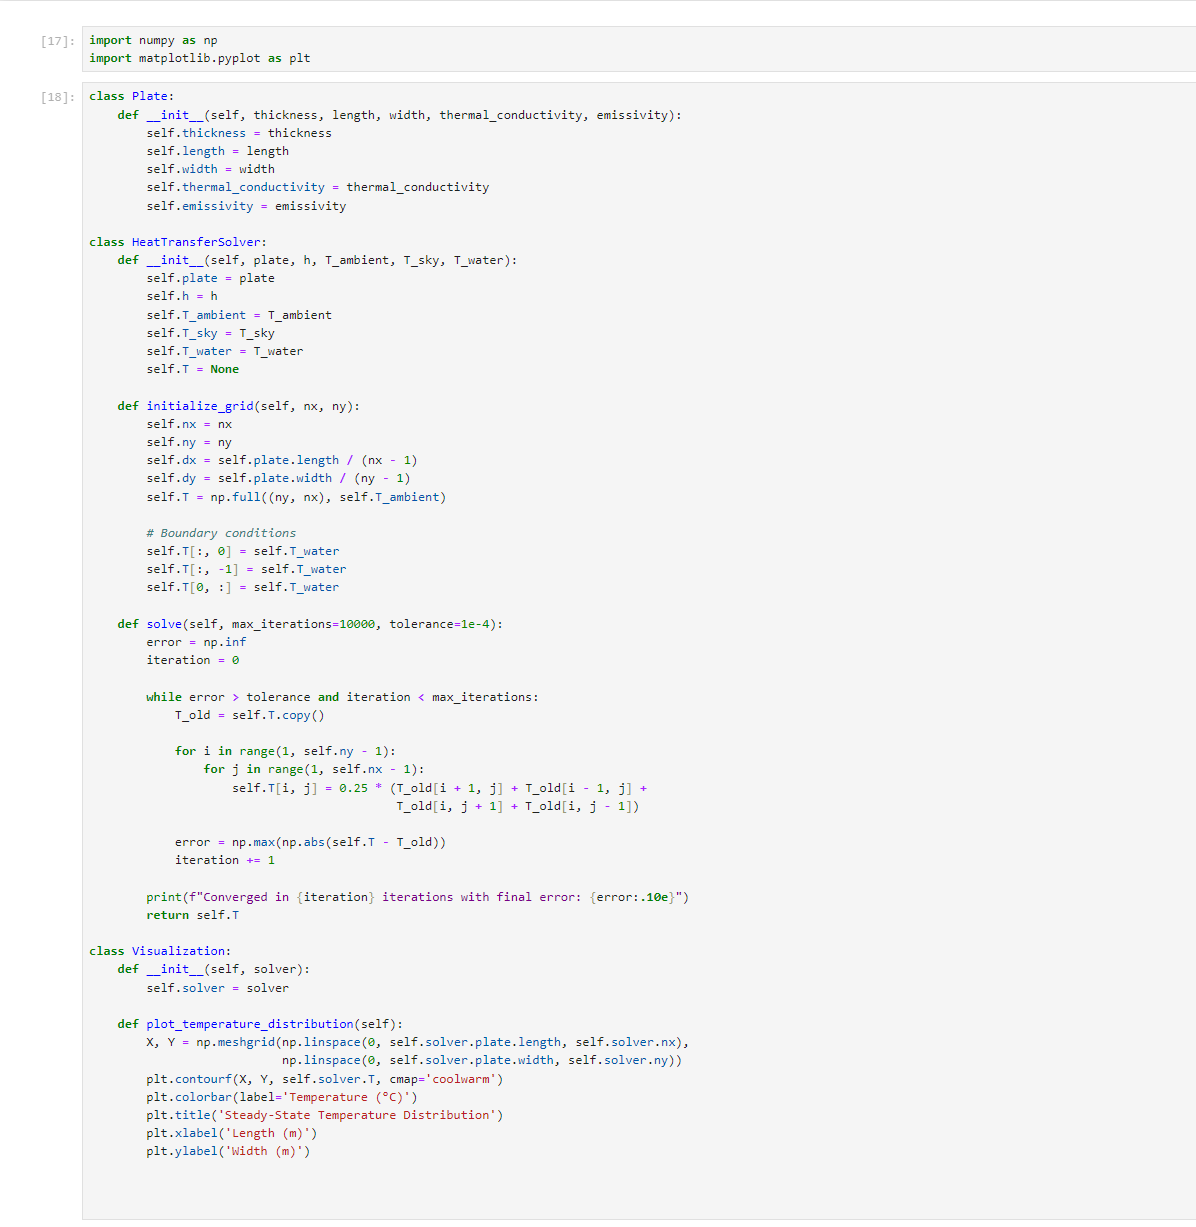 [17]: import numpy as np
import matplotlib.pyplot as plt
[18]: class Plate:
    def __init__(self, thickness, length, width, thermal_conductivity, emissivity):
        self.thickness = thickness
        self.length = length
        self.width = width
        self.thermal_conductivity = thermal_conductivity
        self.emissivity = emissivity

class HeatTransferSolver:
    def __init__(self, plate, h, T_ambient, T_sky, T_water):
        self.plate = plate
        self.h = h
        self.T_ambient = T_ambient
        self.T_sky = T_sky
        self.T_water = T_water
        self.T = None

    def initialize_grid(self, nx, ny):
        self.nx = nx
        self.ny = ny
        self.dx = self.plate.length / (nx - 1)
        self.dy = self.plate.width / (ny - 1)
        self.T = np.full((ny, nx), self.T_ambient)

        # Boundary conditions
        self.T[:, 0] = self.T_water
        self.T[:, -1] = self.T_water
        self.T[0, :] = self.T_water

    def solve(self, max_iterations=10000, tolerance=1e-4):
        error = np.inf
        iteration = 0

        while error > tolerance and iteration < max_iterations:
            T_old = self.T.copy()

            for i in range(1, self.ny - 1):
                for j in range(1, self.nx - 1):
                    self.T[i, j] = 0.25 * (T_old[i + 1, j] + T_old[i - 1, j] +
                                           T_old[i, j + 1] + T_old[i, j - 1])

            error = np.max(np.abs(self.T - T_old))
            iteration += 1

        print(f"Converged in {iteration} iterations with final error: {error:.10e}")
        return self.T

class Visualization:
    def __init__(self, solver):
        self.solver = solver

    def plot_temperature_distribution(self):
        X, Y = np.meshgrid(np.linspace(0, self.solver.plate.length, self.solver.nx),
                           np.linspace(0, self.solver.plate.width, self.solver.ny))
        plt.contourf(X, Y, self.solver.T, cmap='coolwarm')
        plt.colorbar(label='Temperature (°C)')
        plt.title('Steady-State Temperature Distribution')
        plt.xlabel('Length (m)')
        plt.ylabel('Width (m)')